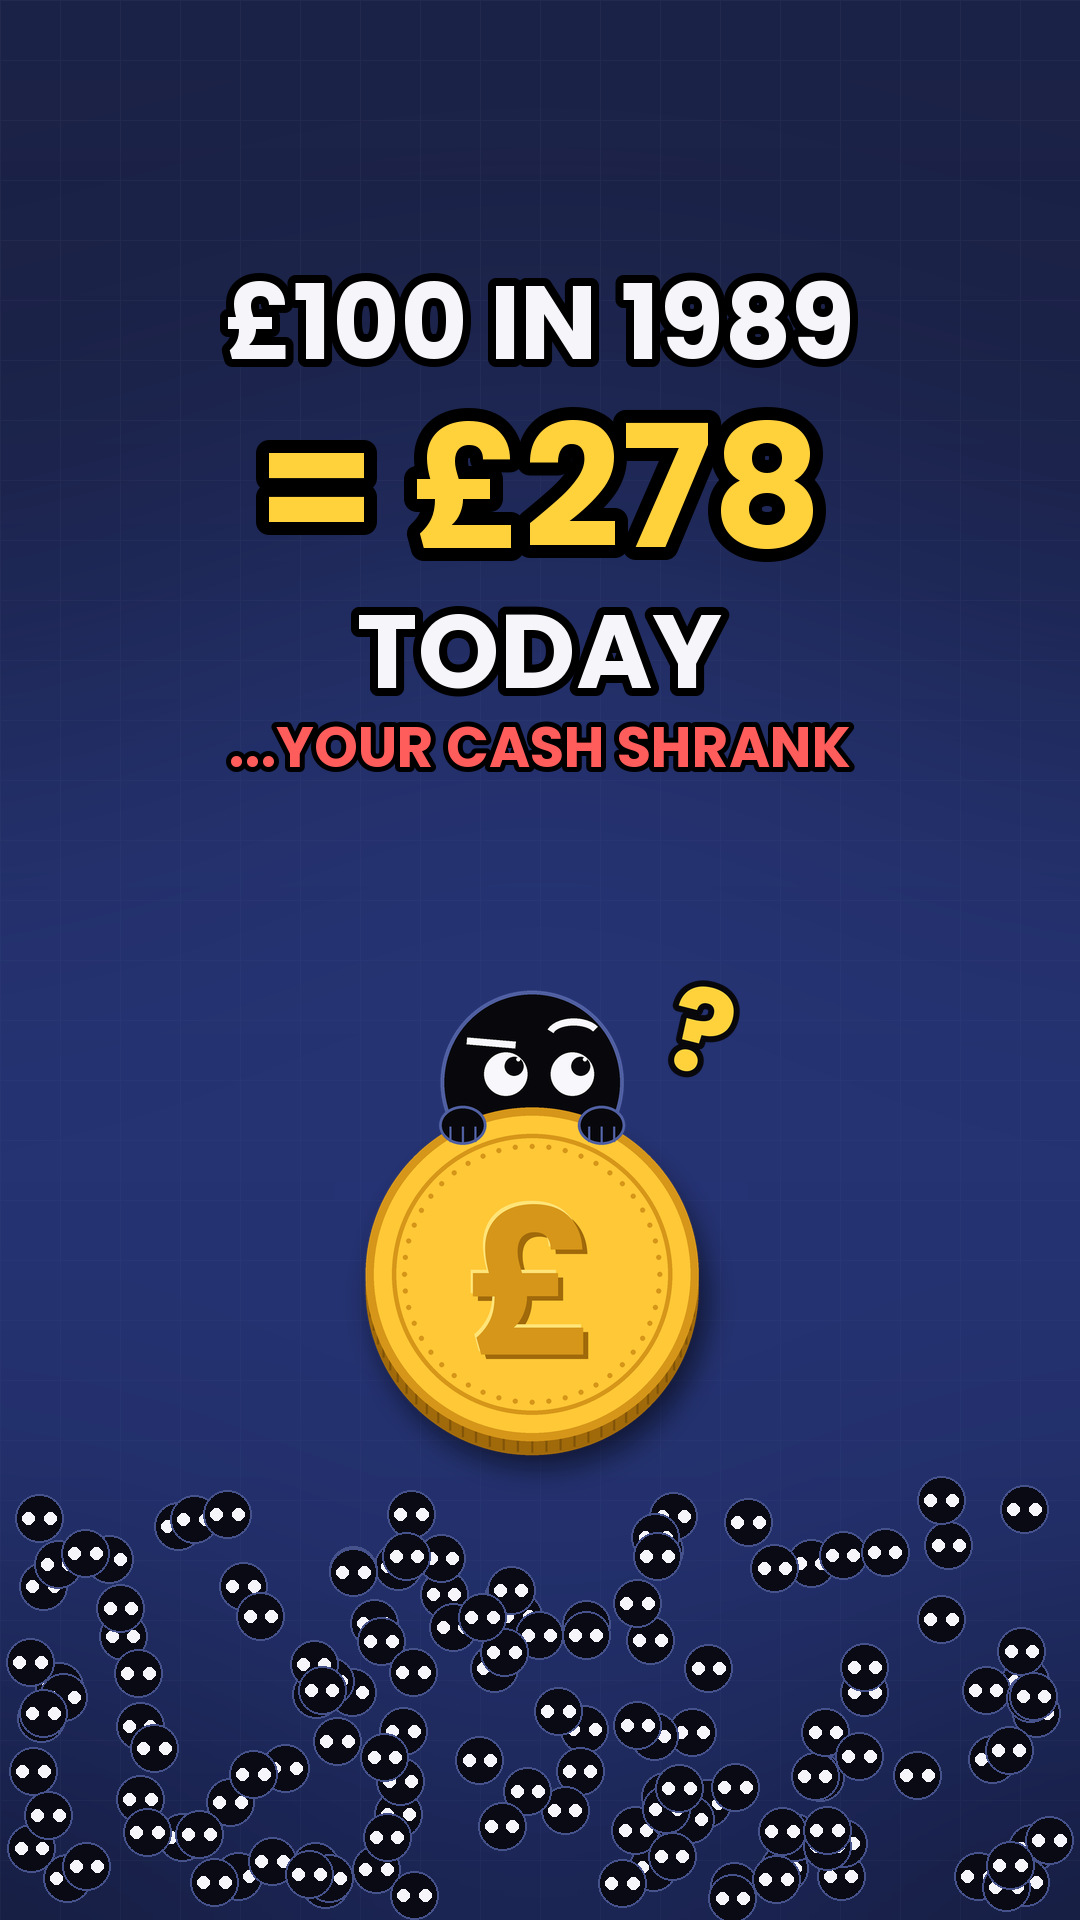 £100 IN 1989
= £278
TODAY
...YOUR CASH SHRANK
?
£